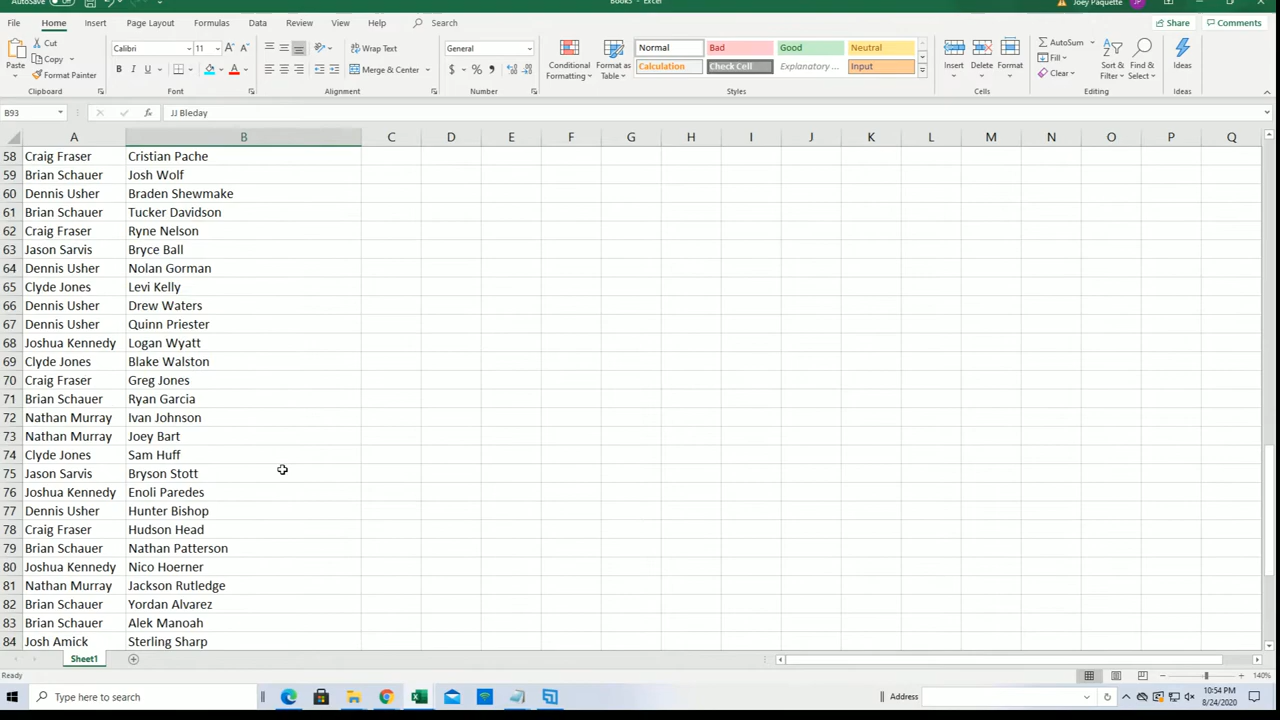 AutoSave Off Books - Excel Joey Paquette JP
File Home Insert Page Layout Formulas Data Review View Help Search Share Comments
Paste Cut Copy Format Painter Clipboard
Calibri 11 A A B I U A Font
Wrap Text Merge & Center Alignment
General $ % , Number
Conditional Formatting Format as Table
Normal Bad Good Neutral
Calculation Check Cell Explanatory ... Input
Styles
Insert Delete Format Cells
AutoSum Fill Clear Sort & Filter Find & Select Editing
Ideas Ideas
B93 fx JJ Bleday
A B C D E F G H I J K L M N O P Q
58 Craig Fraser Cristian Pache
59 Brian Schauer Josh Wolf
60 Dennis Usher Braden Shewmake
61 Brian Schauer Tucker Davidson
62 Craig Fraser Ryne Nelson
63 Jason Sarvis Bryce Ball
64 Dennis Usher Nolan Gorman
65 Clyde Jones Levi Kelly
66 Dennis Usher Drew Waters
67 Dennis Usher Quinn Priester
68 Joshua Kennedy Logan Wyatt
69 Clyde Jones Blake Walston
70 Craig Fraser Greg Jones
71 Brian Schauer Ryan Garcia
72 Nathan Murray Ivan Johnson
73 Nathan Murray Joey Bart
74 Clyde Jones Sam Huff
75 Jason Sarvis Bryson Stott
76 Joshua Kennedy Enoli Paredes
77 Dennis Usher Hunter Bishop
78 Craig Fraser Hudson Head
79 Brian Schauer Nathan Patterson
80 Joshua Kennedy Nico Hoerner
81 Nathan Murray Jackson Rutledge
82 Brian Schauer Yordan Alvarez
83 Brian Schauer Alek Manoah
84 Josh Amick Sterling Sharp
Sheet1
Ready 140%
Type here to search Address 10:54 PM
8/24/2020